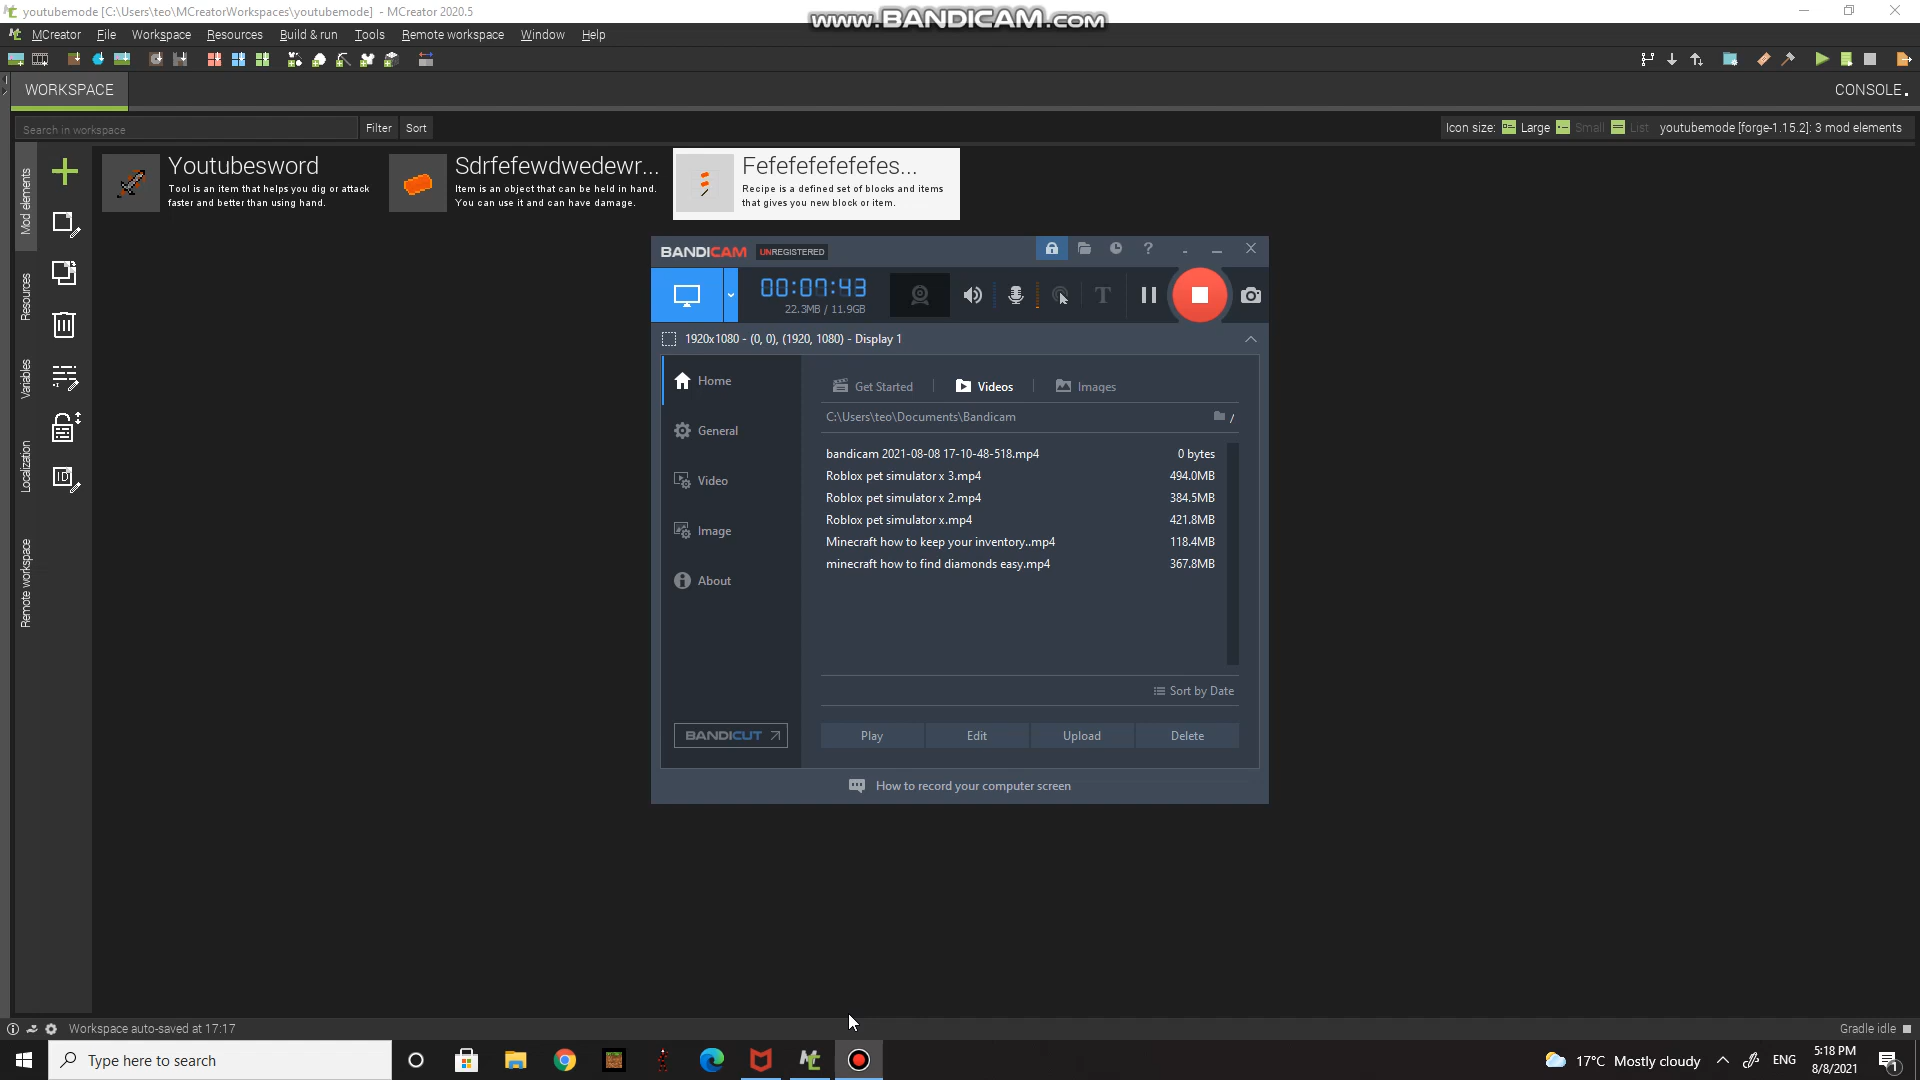 youtubemode [C:\Users\teo\MCreatorWorkspaces\youtubemode] - MCreator 2020.5
www.BANDICAM.com
MCreator File Workspace Resources Build & run Tools Remote workspace Window Help
WORKSPACE
CONSOLE
Search in workspace
Filter
Sort
Icon size: Large Small List youtubemode [forge-1.15.2]: 3 mod elements
Mod elements
Resources
Variables
Localization
Remote workspace
Youtubesword
Tool is an item that helps you dig or attack
faster and better than using hand.
Sdrfefewdwedewr...
Item is an object that can be held in hand.
You can use it and can have damage.
Fefefefefefefes...
Recipe is a defined set of blocks and items
that gives you new block or item.
BANDICAM UNREGISTERED
00:07:43
22.3MB / 11.9GB
1920x1080 - (0, 0), (1920, 1080) - Display 1
Home
General
Video
Image
About
BANDICUT
Get Started Videos Images
C:\Users\teo\Documents\Bandicam
bandicam 2021-08-08 17-10-48-518.mp4 0 bytes
Roblox pet simulator x 3.mp4 494.0MB
Roblox pet simulator x 2.mp4 384.5MB
Roblox pet simulator x.mp4 421.8MB
Minecraft how to keep your inventory..mp4 118.4MB
minecraft how to find diamonds easy.mp4 367.8MB
Sort by Date
Play Edit Upload Delete
How to record your computer screen
Workspace auto-saved at 17:17
Gradle idle
Type here to search
17°C Mostly cloudy
ENG
5:18 PM
8/8/2021
1